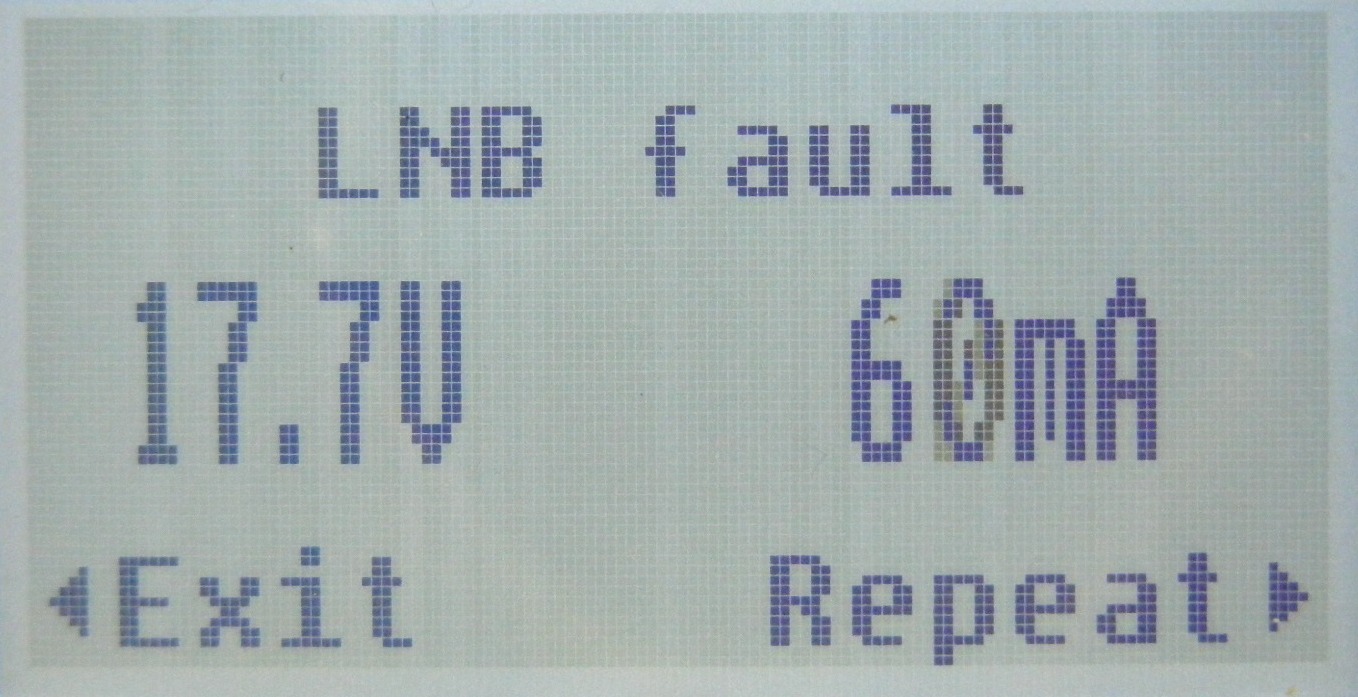 LNB fault
17.7V 60mA
Exit Repeat